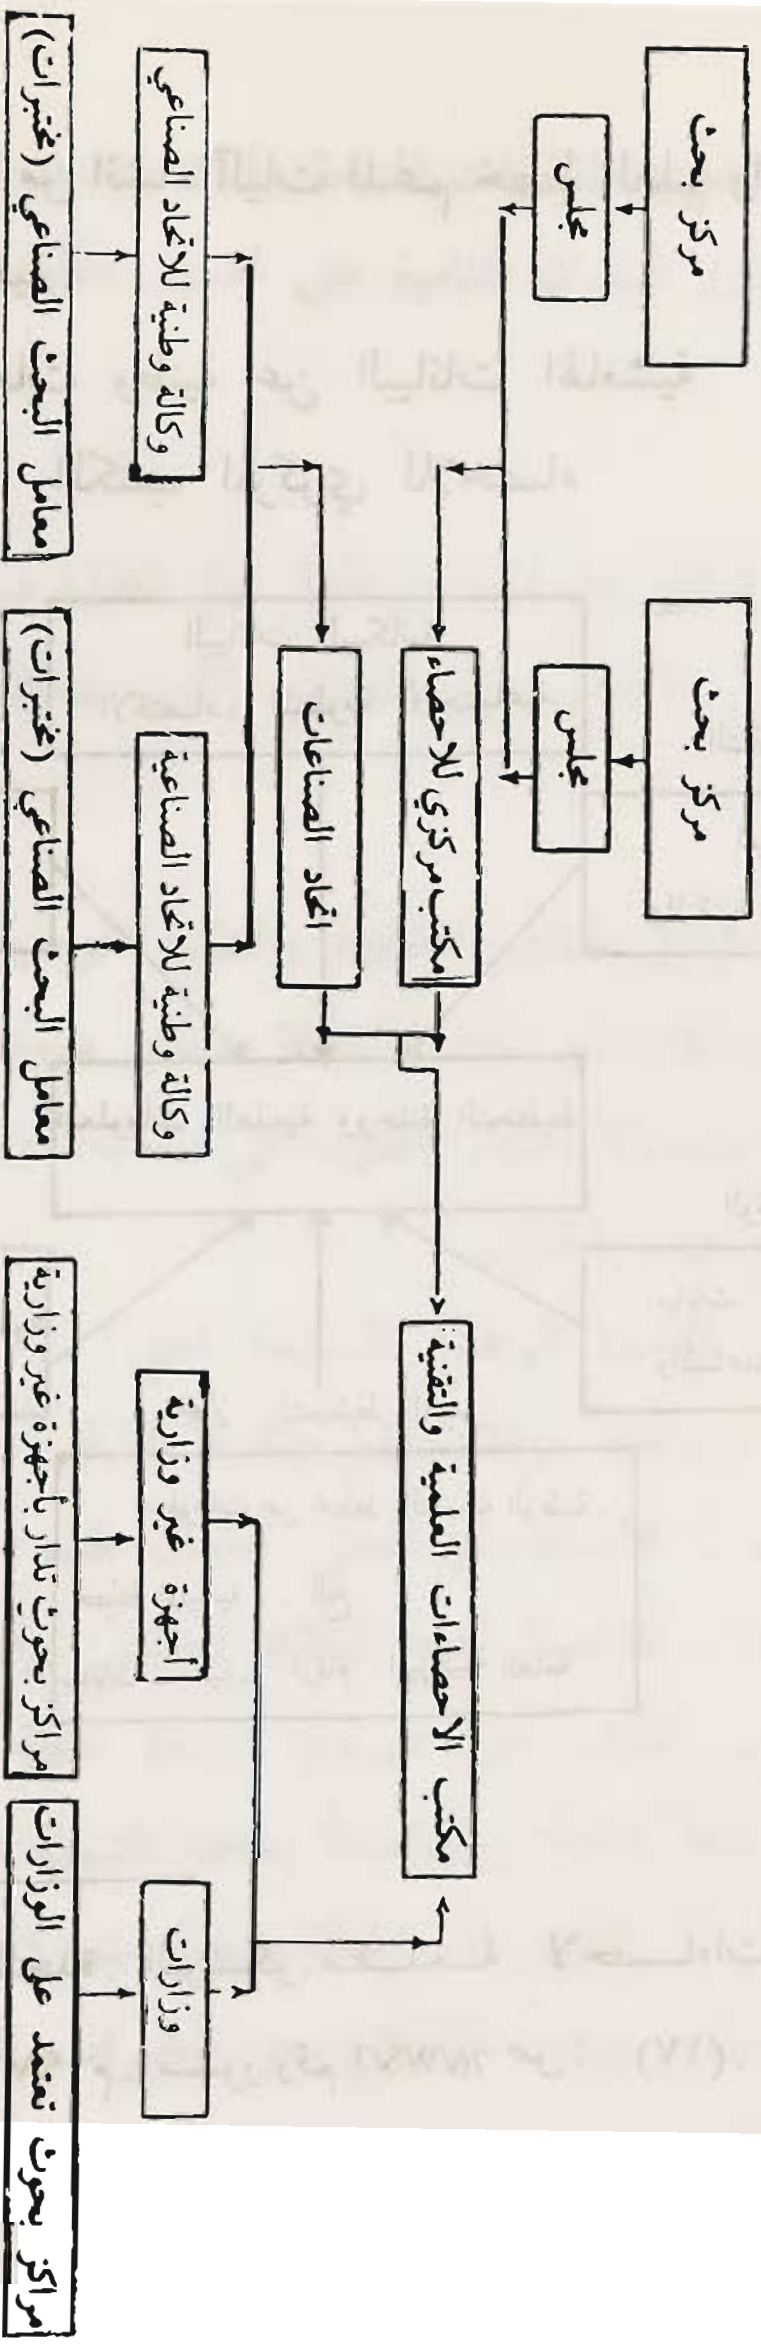 مركز بحث
مركز بحث
مجلس
مجلس
مكتب الاحصاءات العلمية والتقنية
مكتب مركزي للاحصاء
اتحاد الصناعات
وزارات
أجهزة غير وزارية
وكالة وطنية للاتحاد الصناعية
وكالة وطنية للاتحاد الصناعي
مراكز بحوث تعتمد على الوزارات
مراكز بحوث تدار بأجهزة غير وزارية
معامل البحث الصناعي (مختبرات)
معامل البحث الصناعي (مختبرات)